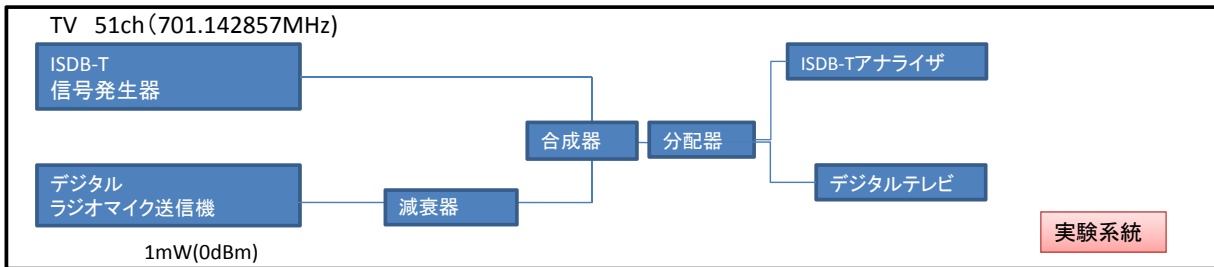 TV 51ch(701.142857MHz)
ISDB-T
信号発生器
ISDB-Tアナライザ
合成器
分配器
デジタル
ラジオマイク送信機
減衰器
デジタルテレビ
1mW(0dBm)
実験系統